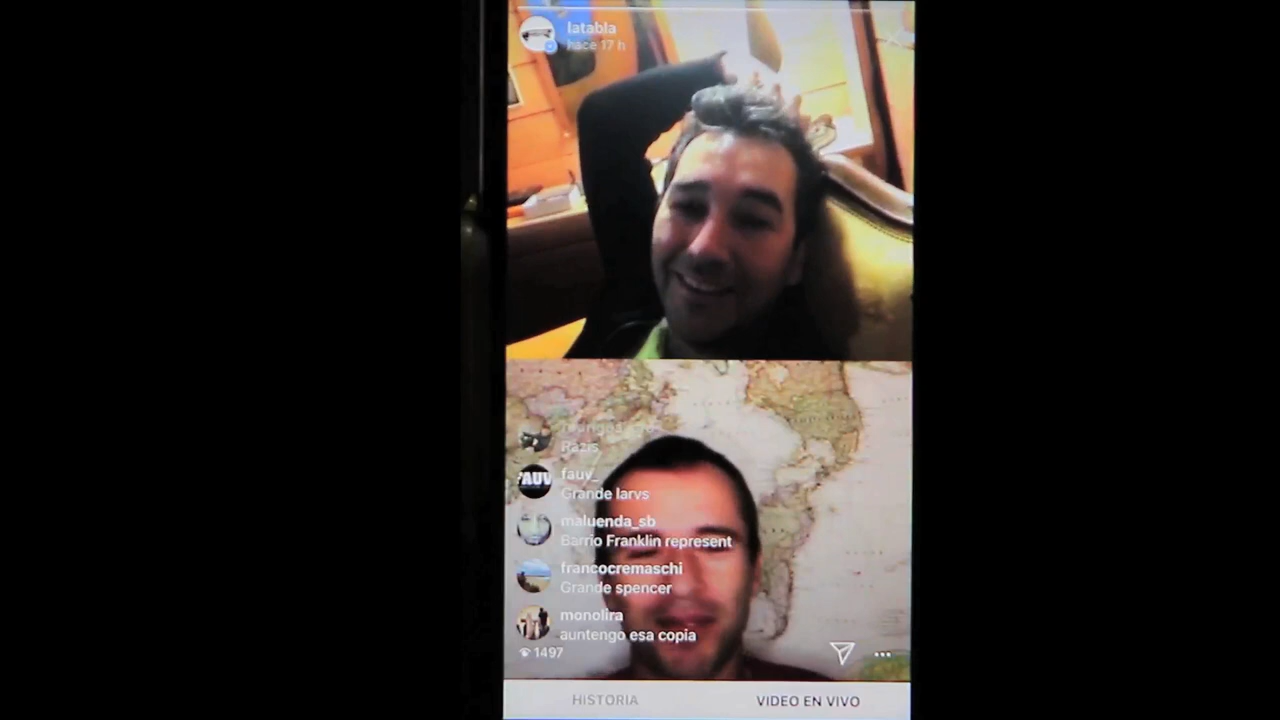 latabla
hace 17 h
Razis
fauv_
Grande larvs
maluenda_sb
Barrio Franklin represent
francocremaschi
Grande spencer
monolira
auntengo esa copia
1497
HISTORIA
VIDEO EN VIVO